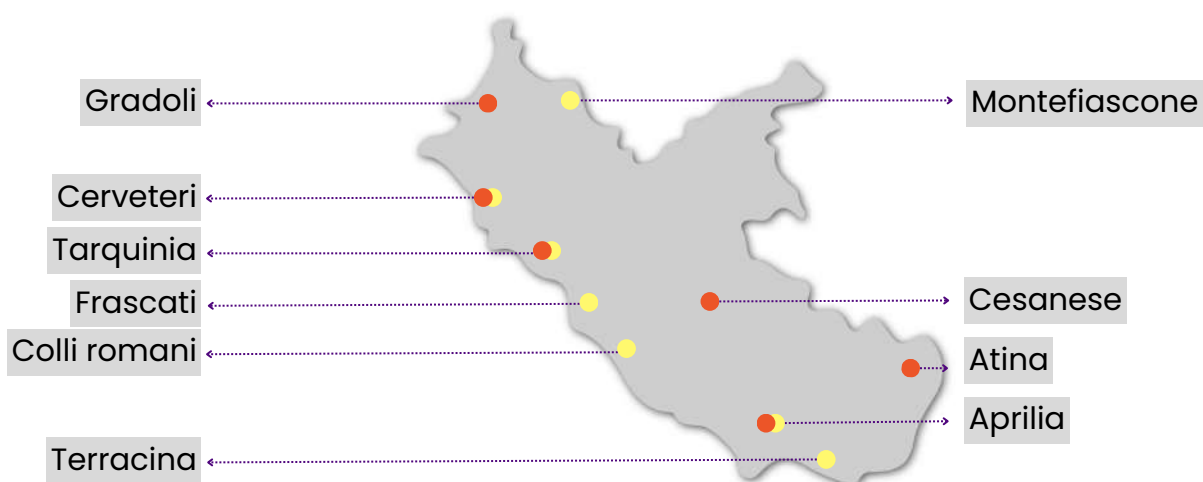 Gradoli
Montefiascone
Cerveteri
Tarquinia
Frascati
Cesanese
Colli romani
Atina
Aprilia
Terracina